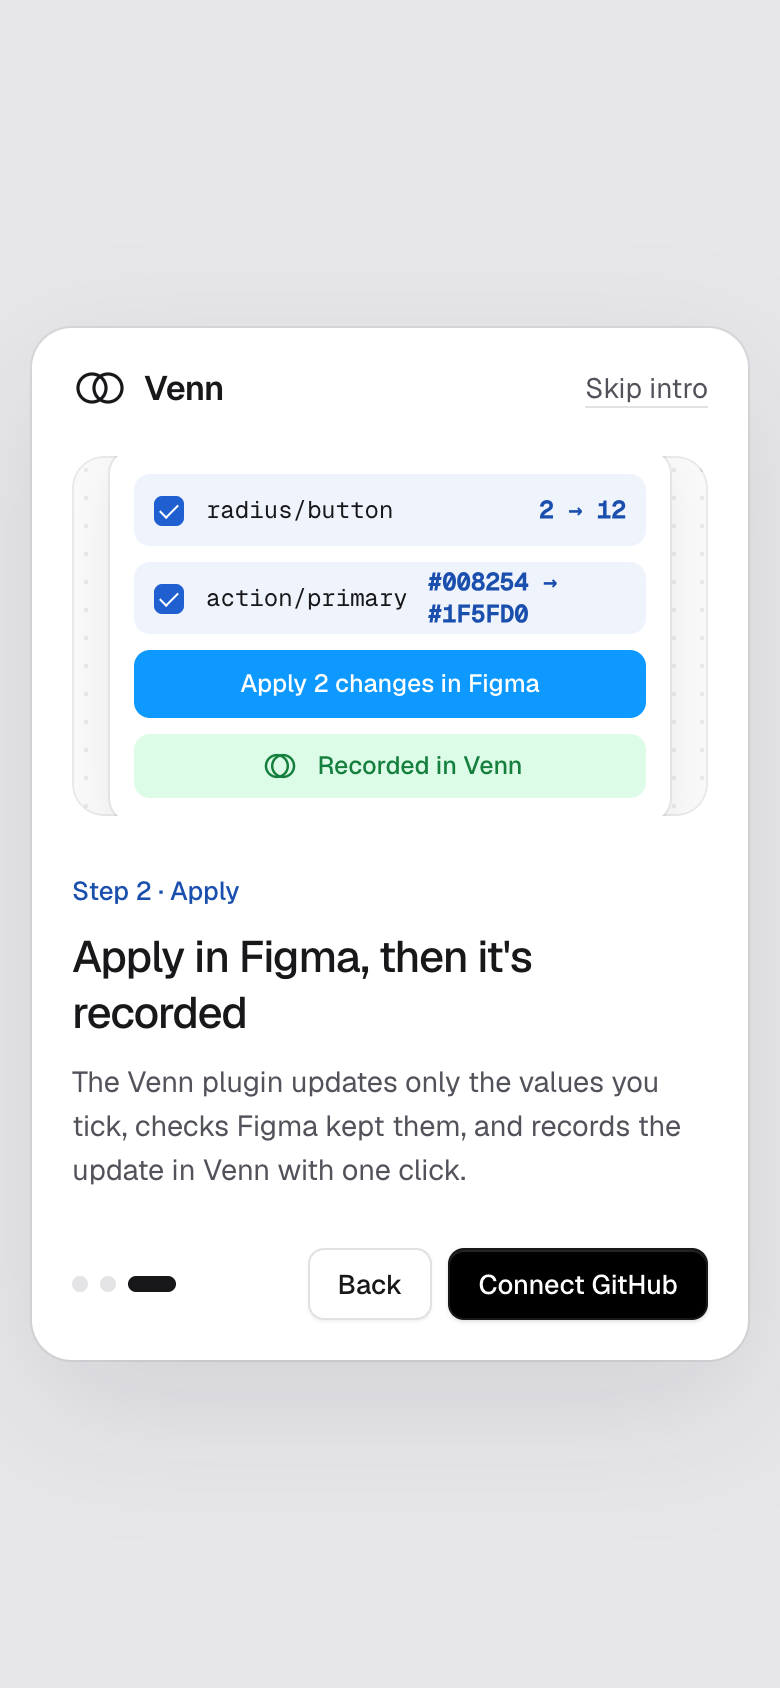 Venn
Skip intro
radius/button 2 → 12
action/primary #008254 →
#1F5FD0
Apply 2 changes in Figma
Recorded in Venn
Step 2 · Apply
Apply in Figma, then it's
recorded
The Venn plugin updates only the values you
tick, checks Figma kept them, and records the
update in Venn with one click.
Back
Connect GitHub